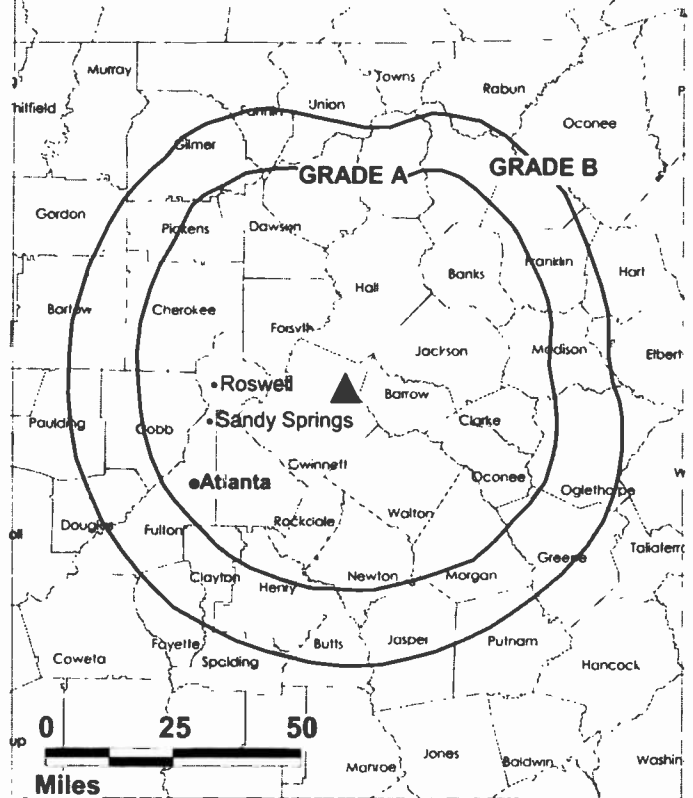 Murray
Towns
Rabun
Union
Fannin
Oconee
Gilmer
GRADE A
GRADE B
Gordon
Pickens
Dawson
Franklin
Hart
Banks
Hall
Bartow
Cherokee
Forsyth
Jackson
Madison
Elbert
Roswell
Barrow
Sandy Springs
Paulding
Cobb
Clarke
Gwinnett
Atlanta
Oconee
Oglethorpe
Walton
Rockdale
Douglas
Fulton
Taliaferro
Greene
Clayton
Henry
Newton
Morgan
Fayette
Butts
Jasper
Putnam
Spalding
Coweta
Hancock
0 25 50
Miles
Jones
Monroe
Baldwin
Washin